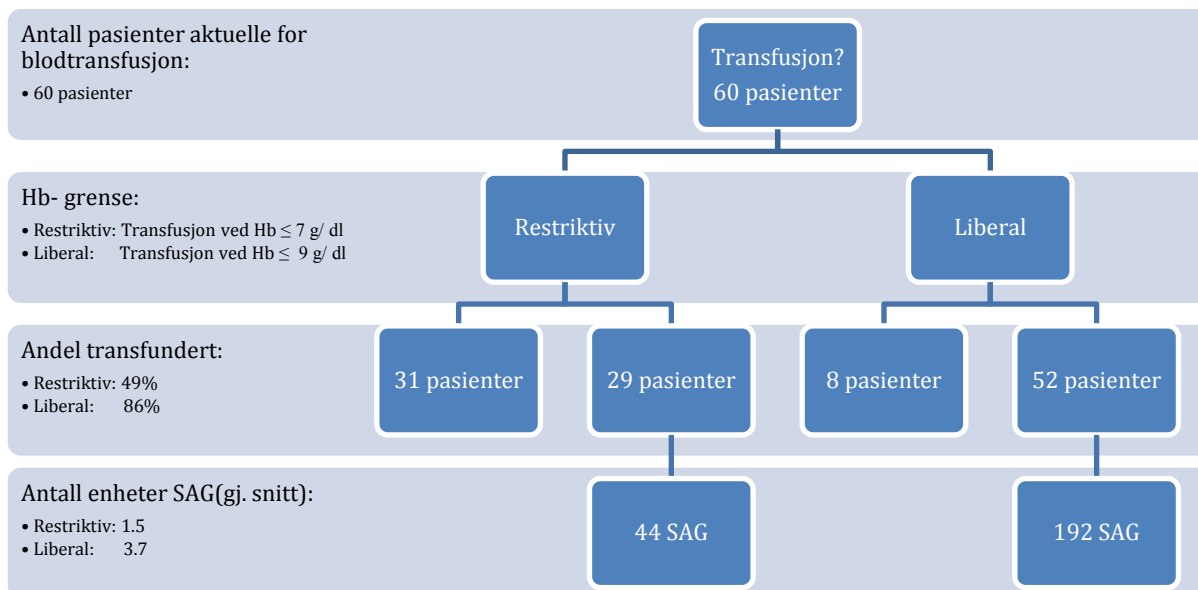 Antall pasienter aktuelle for
blodtransfusjon:
• 60 pasienter
Transfusjon?
60 pasienter
Hb- grense:
• Restriktiv: Transfusjon ved Hb ≤ 7 g/ dl
• Liberal: Transfusjon ved Hb ≤ 9 g/ dl
Restriktiv
Liberal
Andel transfundert:
• Restriktiv: 49%
• Liberal: 86%
31 pasienter
29 pasienter
8 pasienter
52 pasienter
Antall enheter SAG(gj. snitt):
• Restriktiv: 1.5
• Liberal: 3.7
44 SAG
192 SAG